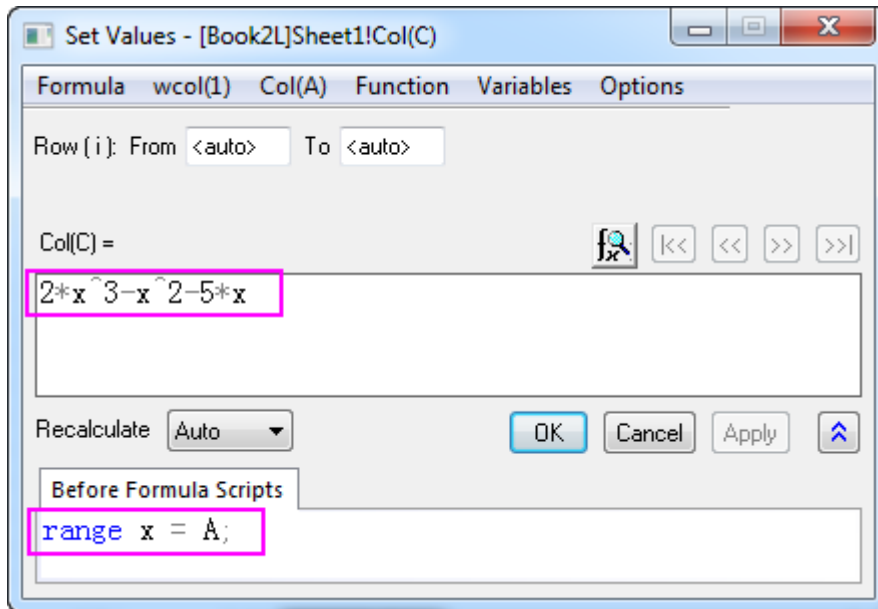 Set Values - [Book2L]Sheet1!Col(C)
Formula wcol(1) Col(A) Function Variables Options
Row (i): From <auto> To <auto>
Col(C) =
|<< << >> >>|
2*x^3-x^2-5*x
Recalculate Auto OK Cancel Apply
Before Formula Scripts
range x = A;